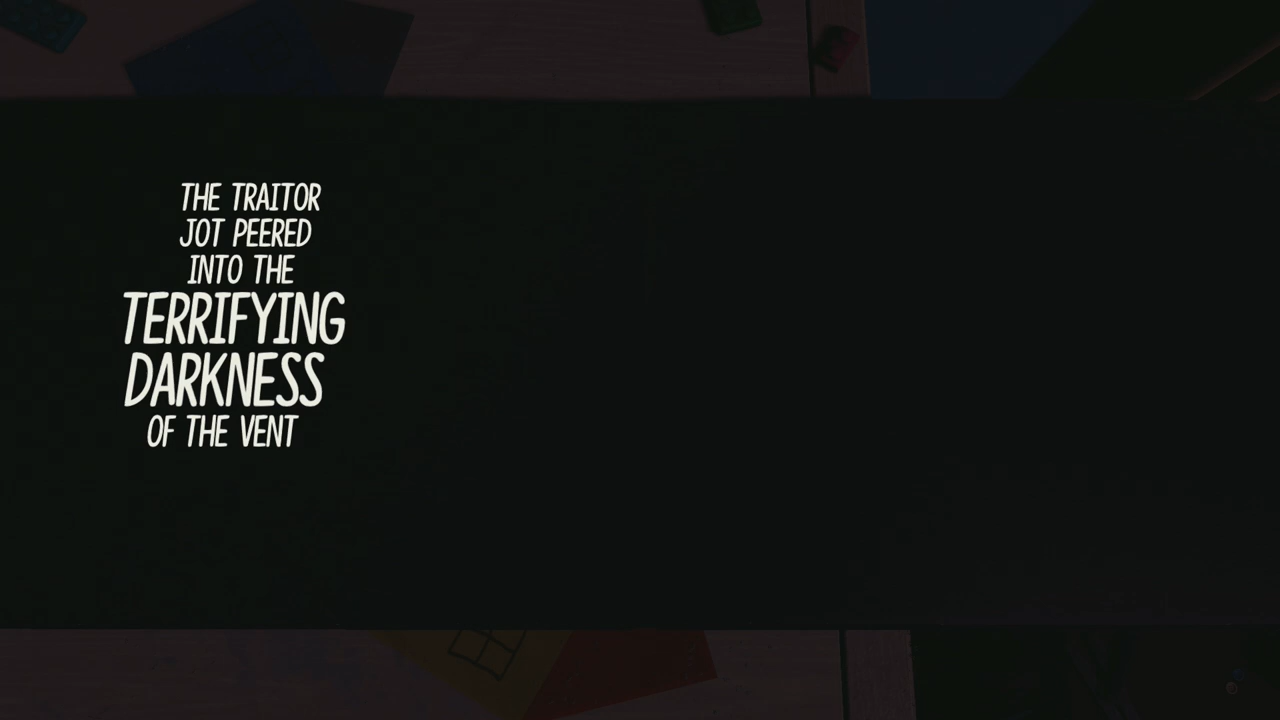 THE TRAITOR
JOT PEERED
INTO THE
TERRIFYING
DARKNESS
OF THE VENT